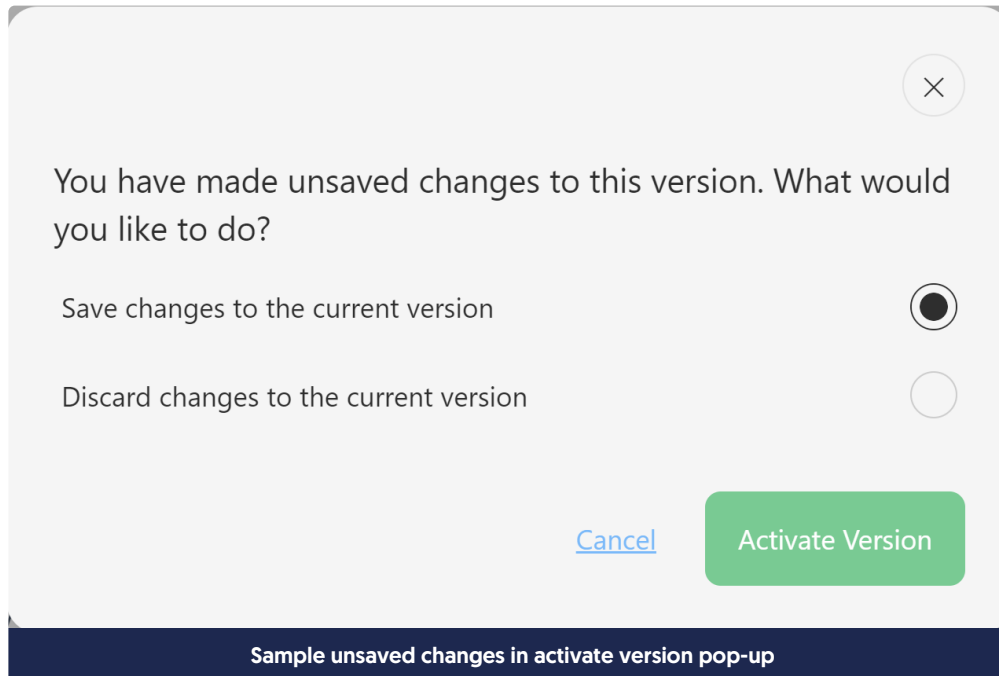 You have made unsaved changes to this version. What would
you like to do?
Save changes to the current version
Discard changes to the current version
Cancel
Activate Version
Sample unsaved changes in activate version pop-up